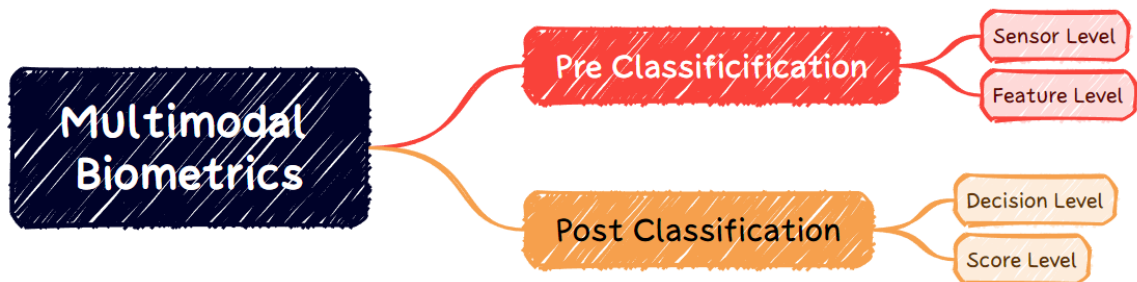 Multimodal
Biometrics
Pre Classificification
Sensor Level
Feature Level
Post Classification
Decision Level
Score Level